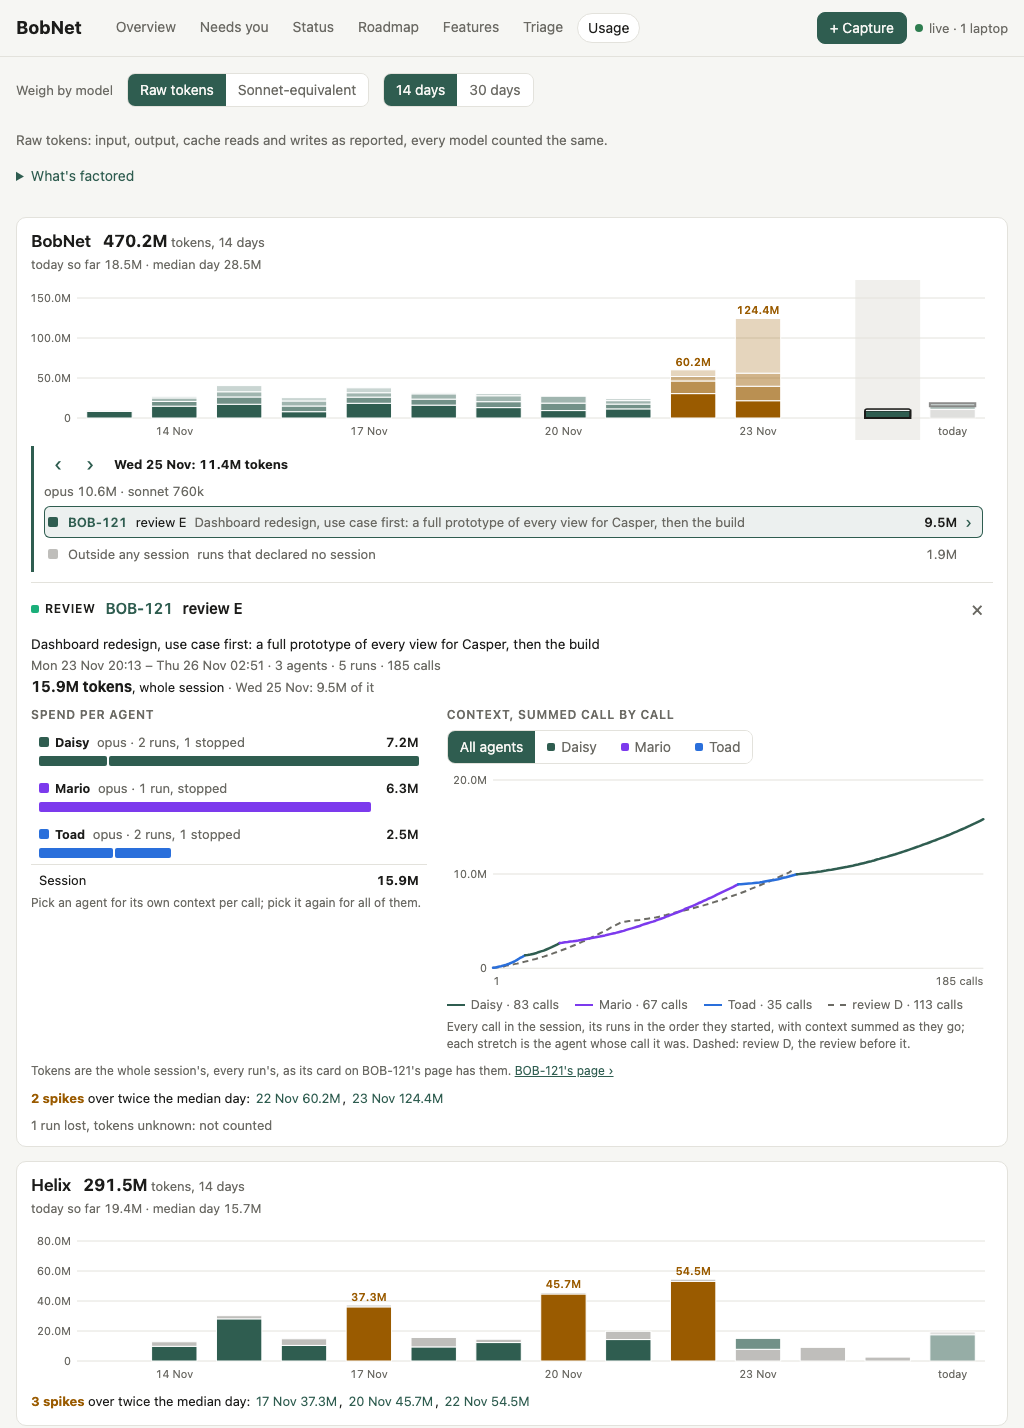 BobNet Overview Needs you Status Roadmap Features Triage Usage + Capture live · 1 laptop
Weigh by model Raw tokens Sonnet-equivalent 14 days 30 days
Raw tokens: input, output, cache reads and writes as reported, every model counted the same.
▶ What's factored
BobNet 470.2M tokens, 14 days
today so far 18.5M · median day 28.5M
150.0M
124.4M
100.0M
60.2M
50.0M
0
14 Nov 17 Nov 20 Nov 23 Nov today
‹ › Wed 25 Nov: 11.4M tokens
opus 10.6M · sonnet 760k
BOB-121 review E Dashboard redesign, use case first: a full prototype of every view for Casper, then the build 9.5M ›
Outside any session runs that declared no session 1.9M
REVIEW BOB-121 review E ×
Dashboard redesign, use case first: a full prototype of every view for Casper, then the build
Mon 23 Nov 20:13 – Thu 26 Nov 02:51 · 3 agents · 5 runs · 185 calls
15.9M tokens, whole session · Wed 25 Nov: 9.5M of it
SPEND PER AGENT
Daisy opus · 2 runs, 1 stopped 7.2M
Mario opus · 1 run, stopped 6.3M
Toad opus · 2 runs, 1 stopped 2.5M
Session 15.9M
Pick an agent for its own context per call; pick it again for all of them.
CONTEXT, SUMMED CALL BY CALL
All agents Daisy Mario Toad
20.0M
10.0M
0
1 185 calls
Daisy · 83 calls Mario · 67 calls Toad · 35 calls review D · 113 calls
Every call in the session, its runs in the order they started, with context summed as they go;
each stretch is the agent whose call it was. Dashed: review D, the review before it.
Tokens are the whole session's, every run's, as its card on BOB-121's page has them. BOB-121's page ›
2 spikes over twice the median day: 22 Nov 60.2M, 23 Nov 124.4M
1 run lost, tokens unknown: not counted
Helix 291.5M tokens, 14 days
today so far 19.4M · median day 15.7M
80.0M
60.0M
54.5M
45.7M
40.0M
37.3M
20.0M
0
14 Nov 17 Nov 20 Nov 23 Nov today
3 spikes over twice the median day: 17 Nov 37.3M, 20 Nov 45.7M, 22 Nov 54.5M